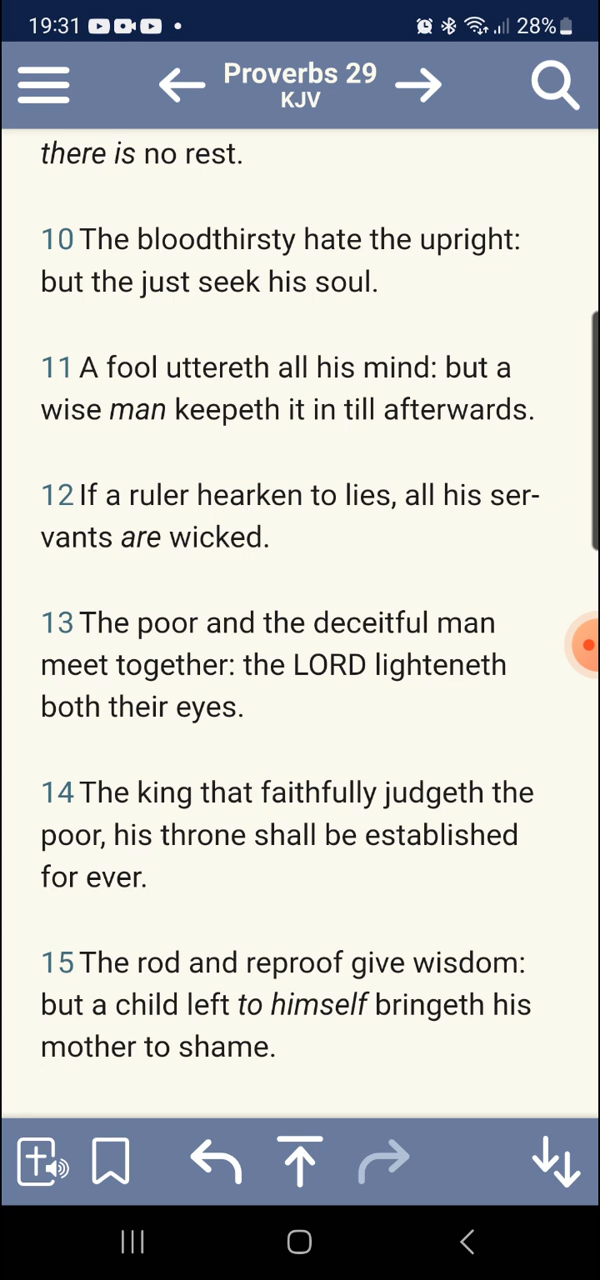 19:31
28%
Proverbs 29
KJV
there is no rest.
10 The bloodthirsty hate the upright:
but the just seek his soul.
11 A fool uttereth all his mind: but a
wise man keepeth it in till afterwards.
12 If a ruler hearken to lies, all his ser-
vants are wicked.
13 The poor and the deceitful man
meet together: the LORD lighteneth
both their eyes.
14 The king that faithfully judgeth the
poor, his throne shall be established
for ever.
15 The rod and reproof give wisdom:
but a child left to himself bringeth his
mother to shame.